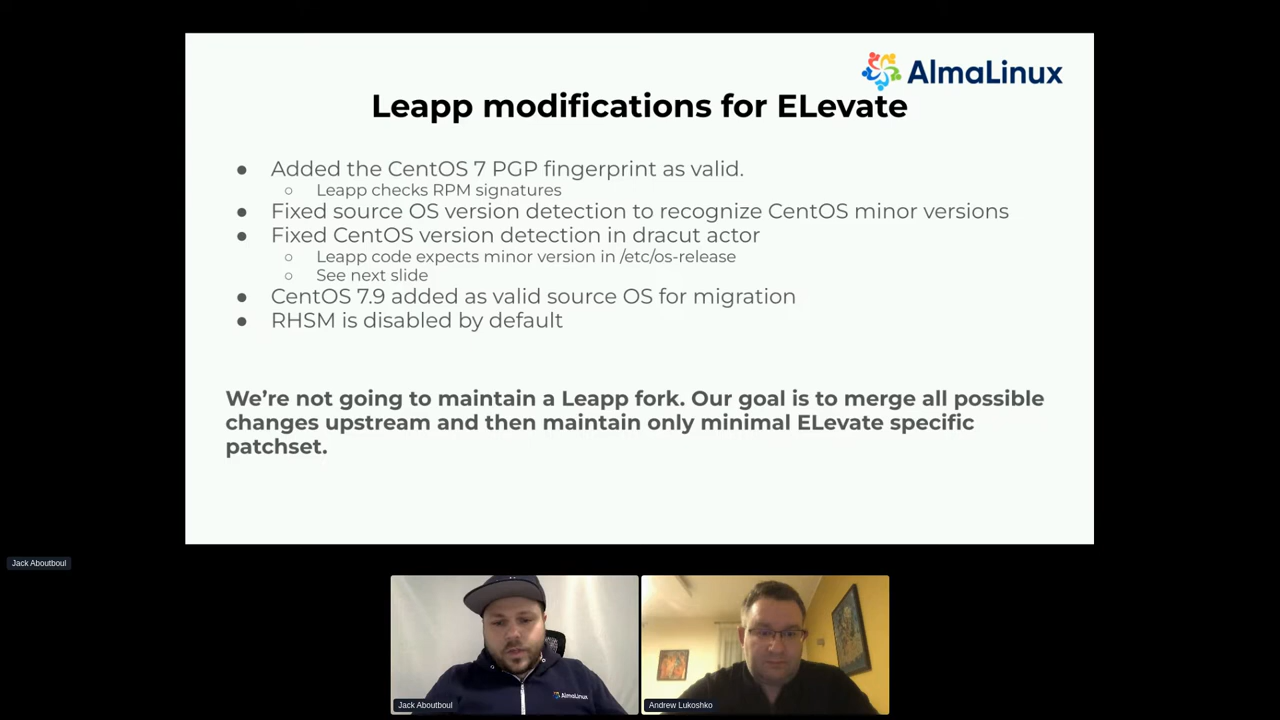 AlmaLinux
Leapp modifications for ELevate
● Added the CentOS 7 PGP fingerprint as valid.
○ Leapp checks RPM signatures
● Fixed source OS version detection to recognize CentOS minor versions
● Fixed CentOS version detection in dracut actor
○ Leapp code expects minor version in /etc/os-release
○ See next slide
● CentOS 7.9 added as valid source OS for migration
● RHSM is disabled by default
We’re not going to maintain a Leapp fork. Our goal is to merge all possible
changes upstream and then maintain only minimal ELevate specific
patchset.
Jack Aboutboul
AlmaLinux
Jack Aboutboul
Andrew Lukoshko